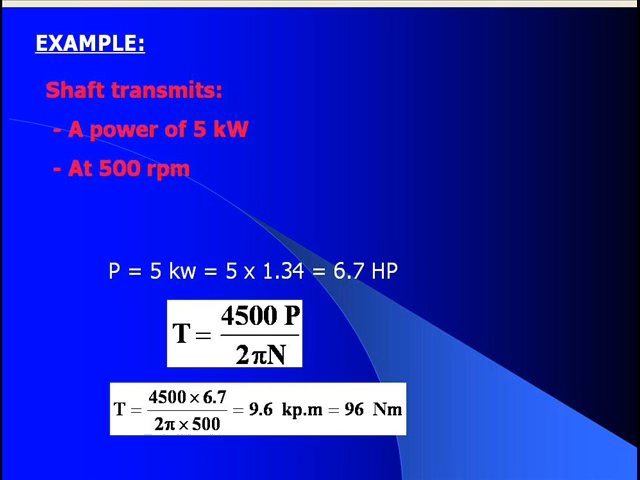 EXAMPLE:
Shaft transmits:
- A power of 5 kW
- At 500 rpm
P = 5 kw = 5 x 1.34 = 6.7 HP
T = 4500 P / 2πN
T = 4500 × 6.7 / 2π × 500 = 9.6 kp.m = 96 Nm